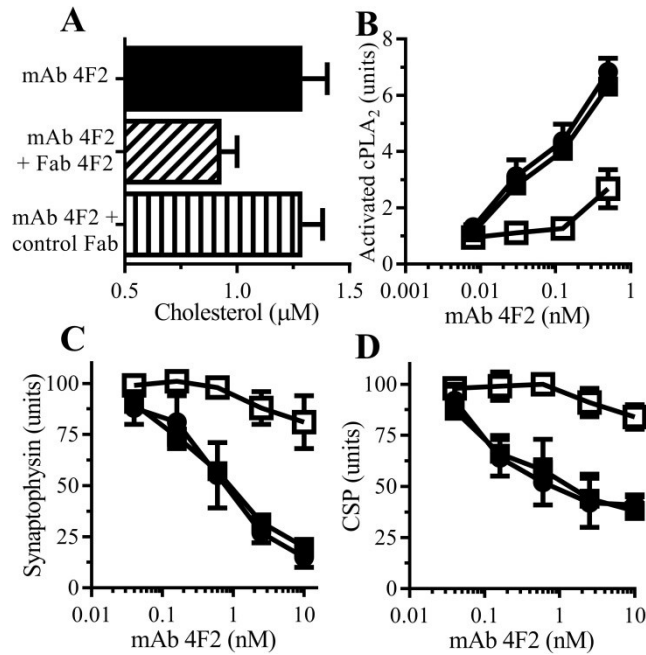 A
mAb 4F2
mAb 4F2
+ Fab 4F2
mAb 4F2 +
control Fab
0.5 1.0 1.5
Cholesterol (μM)
B
Activated cPLA₂ (units)
8
6
4
2
0
0.001 0.01 0.1 1
mAb 4F2 (nM)
C
Synaptophysin (units)
100
75
50
25
0
0.01 0.1 1 10
mAb 4F2 (nM)
D
CSP (units)
100
75
50
25
0
0.01 0.1 1 10
mAb 4F2 (nM)